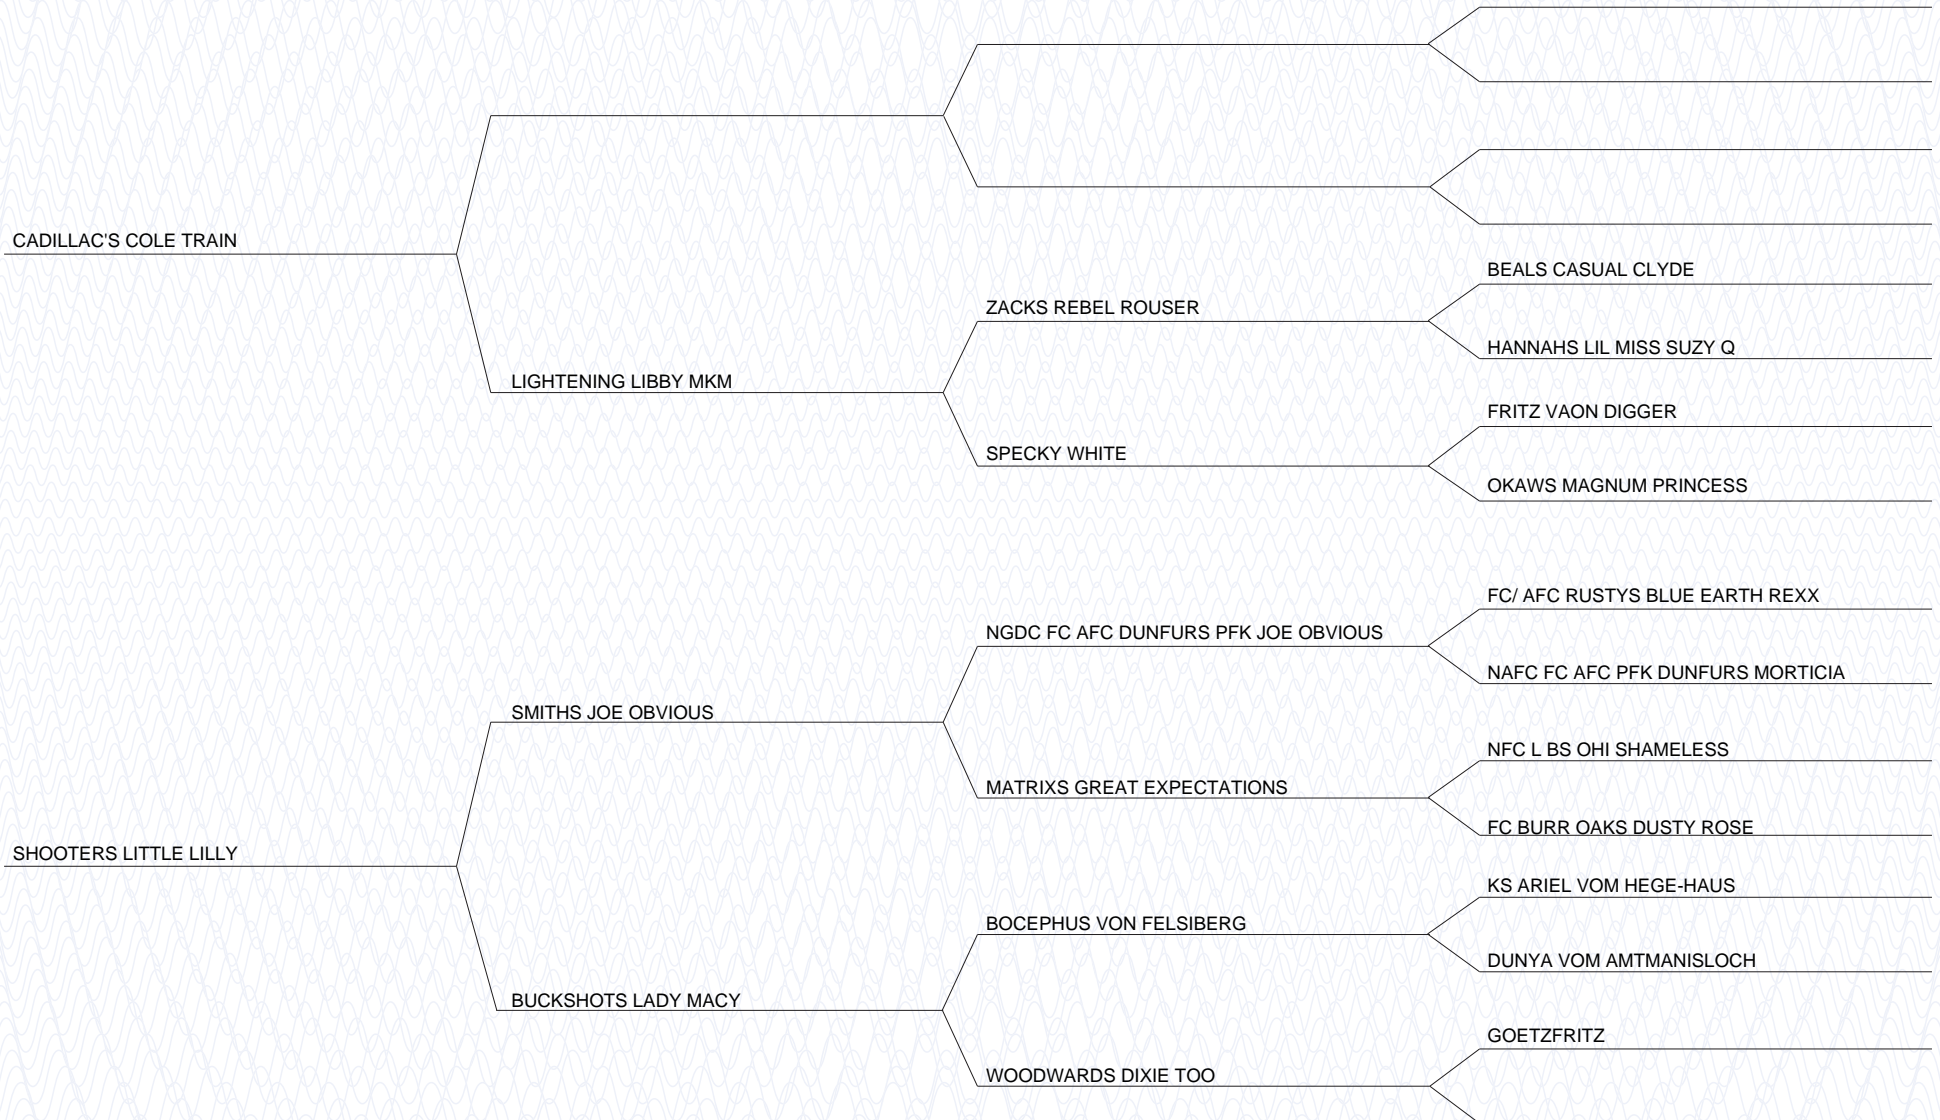 CADILLAC'S COLE TRAIN
BEALS CASUAL CLYDE
ZACKS REBEL ROUSER
HANNAHS LIL MISS SUZY Q
LIGHTENING LIBBY MKM
FRITZ VAON DIGGER
SPECKY WHITE
OKAWS MAGNUM PRINCESS
FC/ AFC RUSTYS BLUE EARTH REXX
NGDC FC AFC DUNFURS PFK JOE OBVIOUS
NAFC FC AFC PFK DUNFURS MORTICIA
SMITHS JOE OBVIOUS
NFC L BS OHI SHAMELESS
MATRIXS GREAT EXPECTATIONS
FC BURR OAKS DUSTY ROSE
SHOOTERS LITTLE LILLY
KS ARIEL VOM HEGE-HAUS
BOCEPHUS VON FELSIBERG
DUNYA VOM AMTMANISLOCH
BUCKSHOTS LADY MACY
GOETZFRITZ
WOODWARDS DIXIE TOO